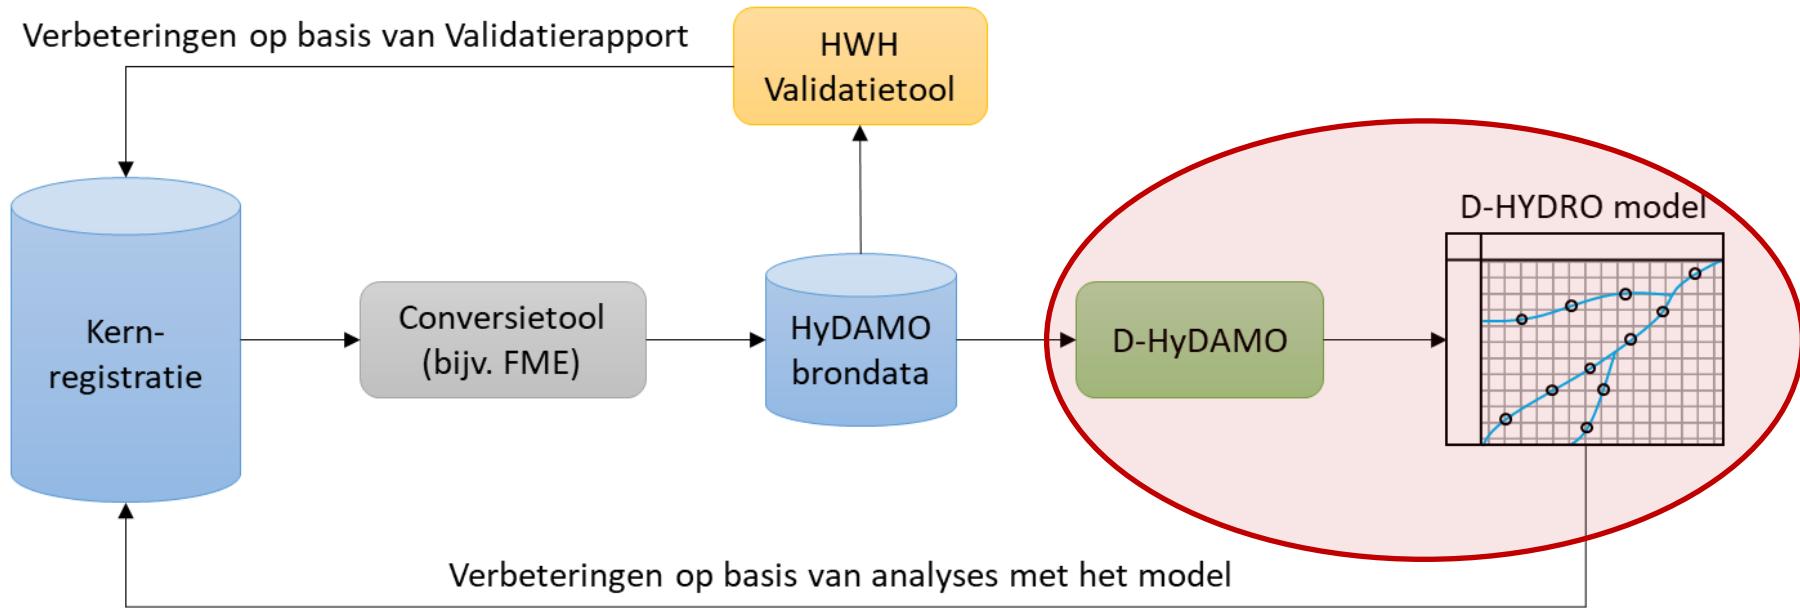 Verbeteringen op basis van Validatierapport
HWH
Validatietool
D-HYDRO model
Kern-
registratie
Conversietool
(bijv. FME)
HyDAMO
brondata
D-HyDAMO
Verbeteringen op basis van analyses met het model